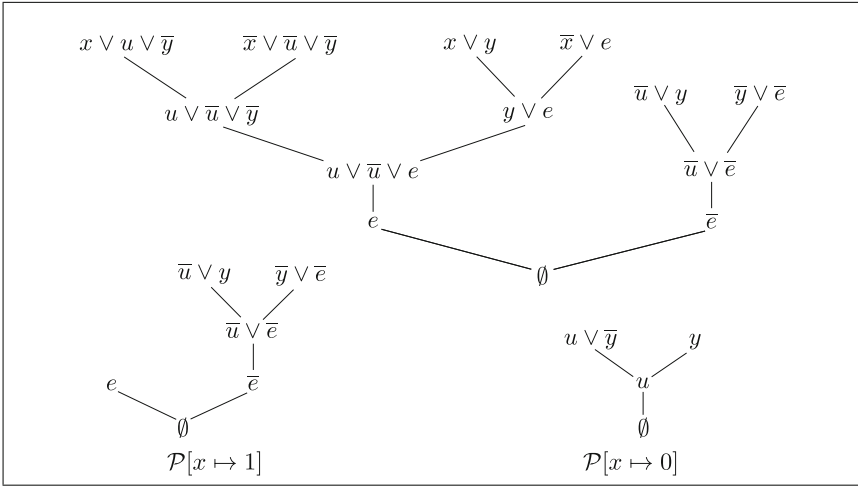 x ∨ u ∨ y̅ x̅ ∨ u̅ ∨ y̅ x ∨ y x̅ ∨ e
u̅ ∨ y y̅ ∨ e̅
u ∨ u̅ ∨ y̅ y ∨ e
u ∨ u̅ ∨ e u̅ ∨ e̅
e e̅
∅
u̅ ∨ y y̅ ∨ e̅
u̅ ∨ e̅ u ∨ y̅ y
e e̅ u
∅ ∅
𝒫[x ↦ 1] 𝒫[x ↦ 0]